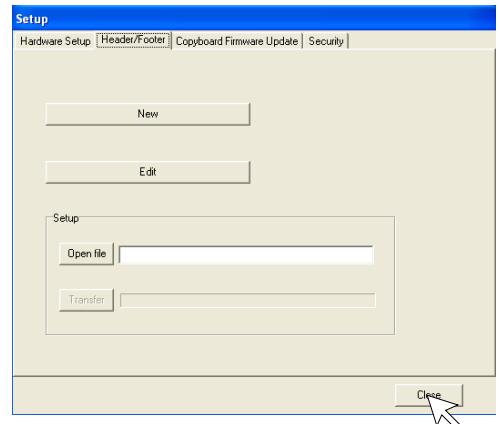 Setup
Hardware Setup Header/Footer Copyboard Firmware Update Security
New
Edit
Setup
Open file
Transfer
Close